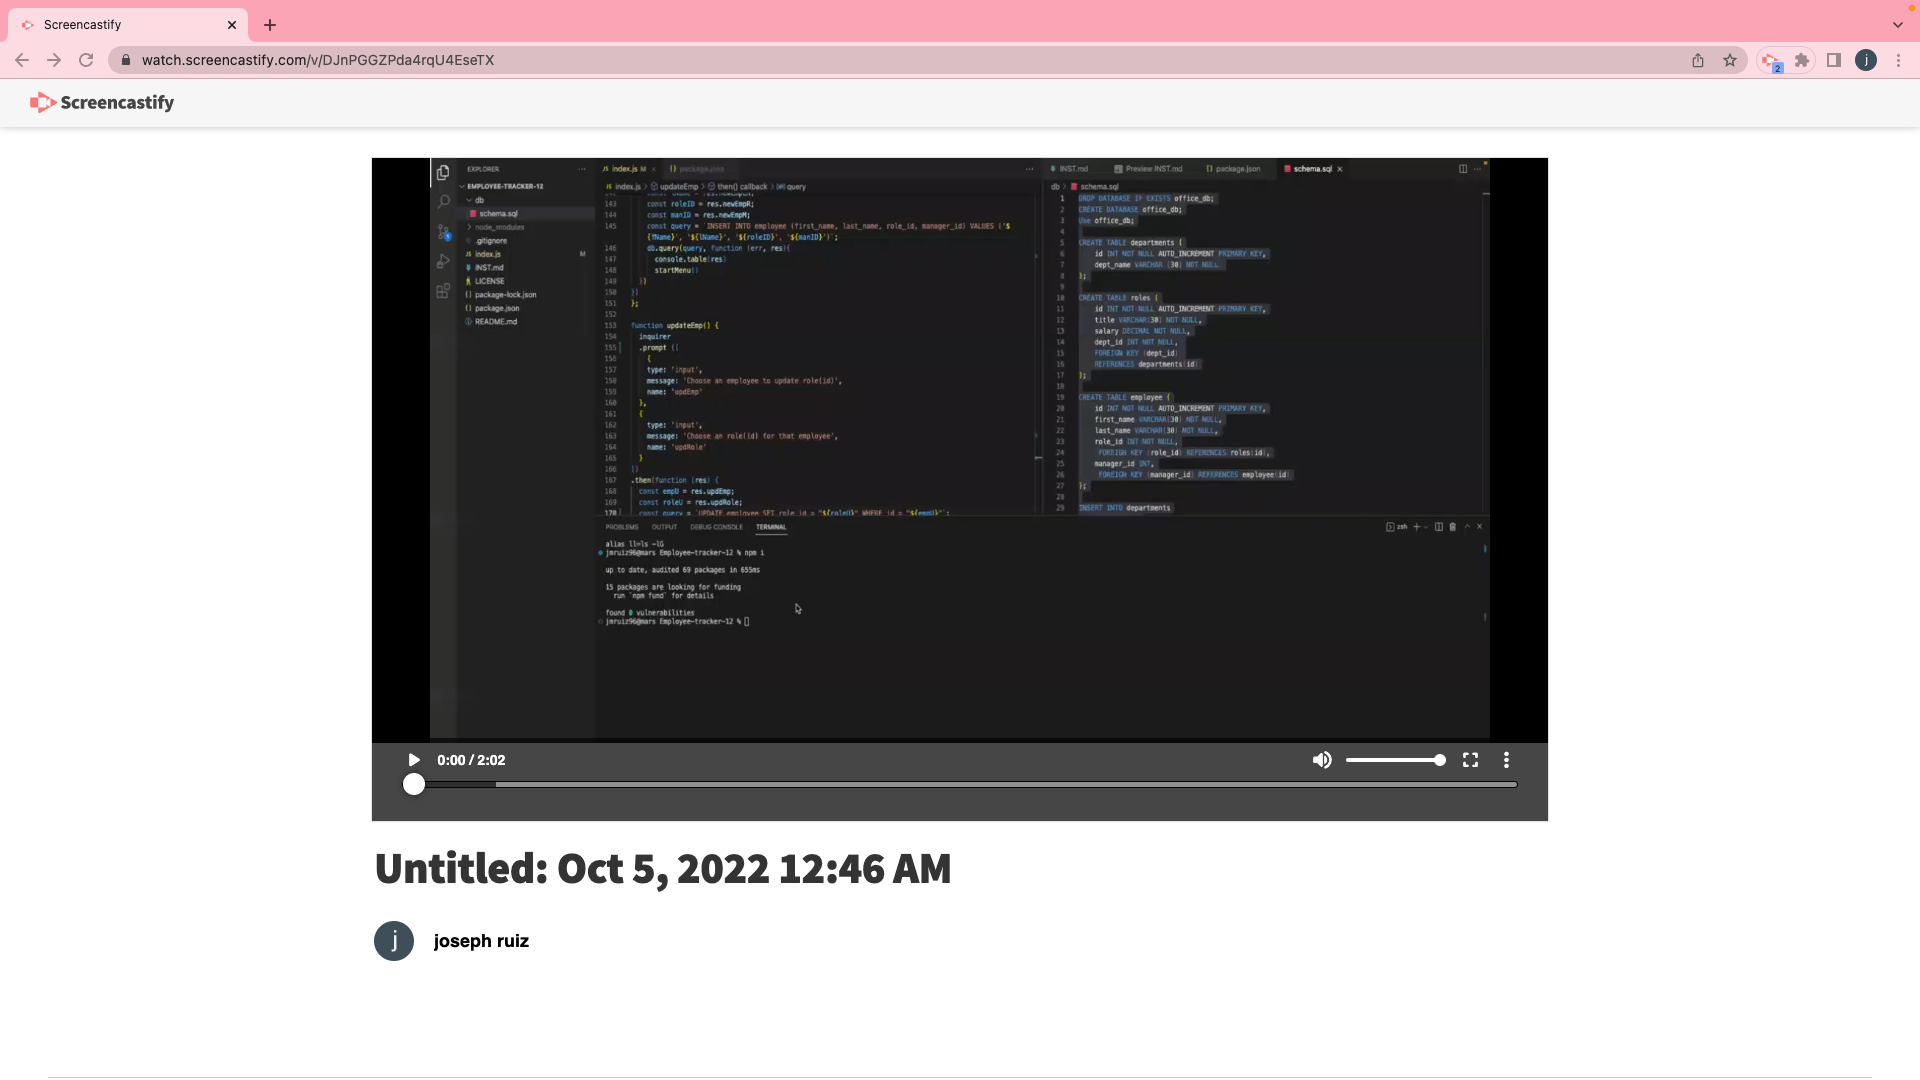 Screencastify
watch.screencastify.com/v/DJnPGGZPda4rqU4EseTX
2
j
Screencastify
EXPLORER
EMPLOYEE-TRACKER-12
db
schema.sql
node_modules
.gitignore
JS index.js M
INST.md
LICENSE
{} package-lock.json
{} package.json
README.md
JS index.js M {} package.json
JS index.js > updateEmp > then() callback > query
143 const roleID = res.newEmpR;
144 const manID = res.newEmpM;
145 const query = `INSERT INTO employee (first_name, last_name, role_id, manager_id) VALUES ('$
{fName}', '${lName}', '${roleID}', '${manID}')`;
146 db.query(query, function (err, res){
147 console.table(res)
148 startMenu()
149 })
150 })
151 };
152
153 function updateEmp() {
154 inquirer
155 .prompt ([
156 {
157 type: 'input',
158 message: 'Choose an employee to update role(id)',
159 name: 'updEmp'
160 },
161 {
162 type: 'input',
163 message: 'Choose an role(id) for that employee',
164 name: 'updRole'
165 }
166 ])
167 .then(function (res) {
168 const empU = res.updEmp;
169 const roleU = res.updRole;
170 const query = `UPDATE employee SET role_id = "${roleU}" WHERE id = "${empU}"`;
INST.md Preview INST.md {} package.json schema.sql
db > schema.sql
1 DROP DATABASE IF EXISTS office_db;
2 CREATE DATABASE office_db;
3 Use office_db;
4
5 CREATE TABLE departments (
6 id INT NOT NULL AUTO_INCREMENT PRIMARY KEY,
7 dept_name VARCHAR (30) NOT NULL
8 );
9
10 CREATE TABLE roles (
11 id INT NOT NULL AUTO_INCREMENT PRIMARY KEY,
12 title VARCHAR(30) NOT NULL,
13 salary DECIMAL NOT NULL,
14 dept_id INT NOT NULL,
15 FOREIGN KEY (dept_id)
16 REFERENCES departments(id)
17 );
18
19 CREATE TABLE employee (
20 id INT NOT NULL AUTO_INCREMENT PRIMARY KEY,
21 first_name VARCHAR(30) NOT NULL,
22 last_name VARCHAR(30) NOT NULL,
23 role_id INT NOT NULL,
24 FOREIGN KEY (role_id) REFERENCES roles(id),
25 manager_id INT,
26 FOREIGN KEY (manager_id) REFERENCES employee(id)
27 );
28
29 INSERT INTO departments
PROBLEMS OUTPUT DEBUG CONSOLE TERMINAL
zsh
alias ll=ls -lG
jmruiz96@mars Employee-tracker-12 % npm i
up to date, audited 69 packages in 655ms
15 packages are looking for funding
run `npm fund` for details
found 0 vulnerabilities
jmruiz96@mars Employee-tracker-12 %
0:00 / 2:02
Untitled: Oct 5, 2022 12:46 AM
j
joseph ruiz